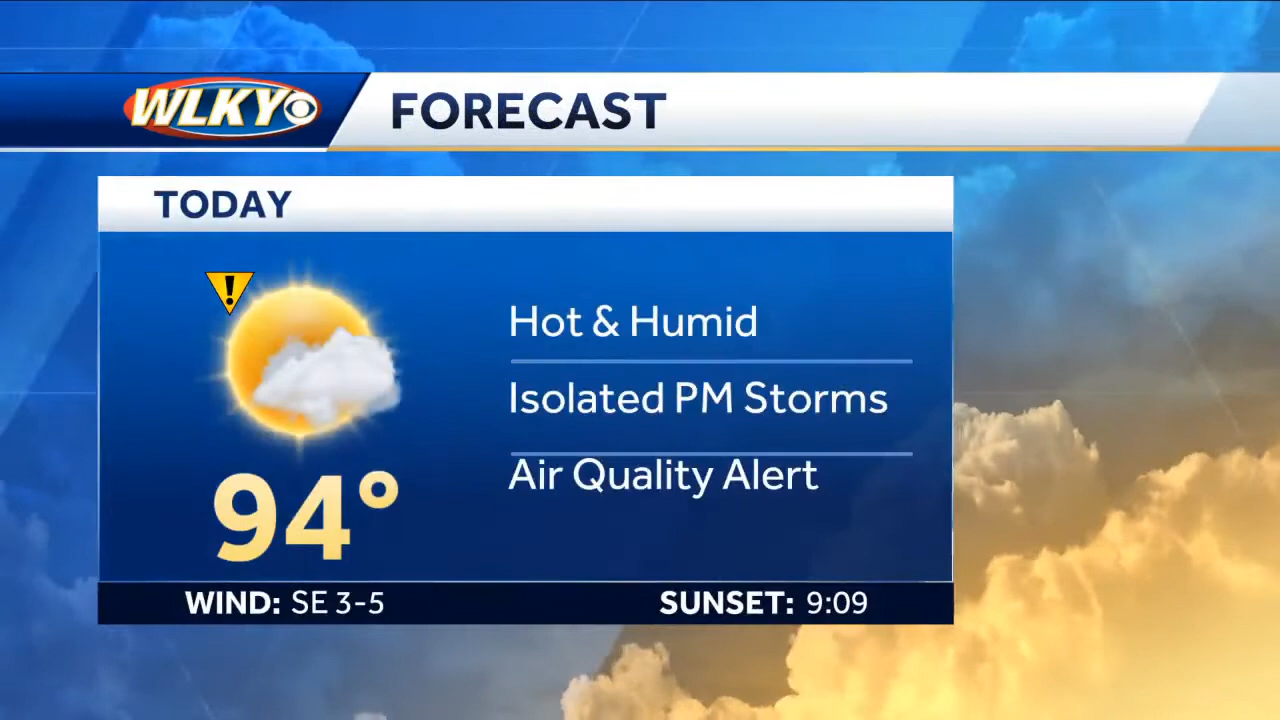 WLKY FORECAST
TODAY
!
Hot & Humid
Isolated PM Storms
Air Quality Alert
94°
WIND: SE 3-5 SUNSET: 9:09